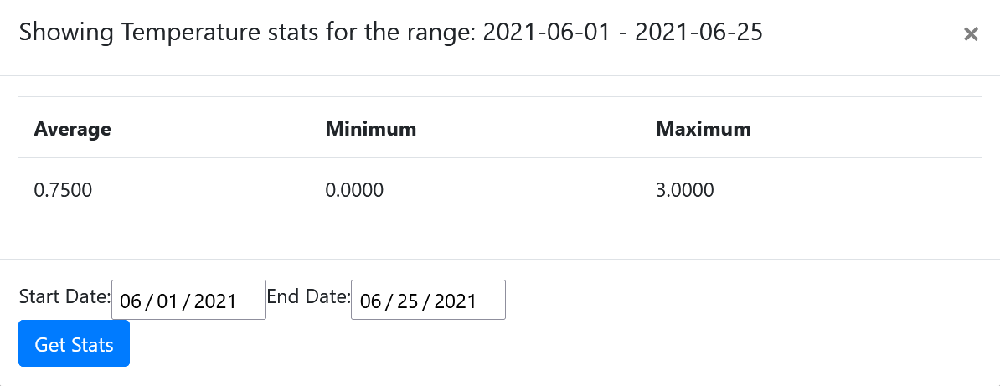 Showing Temperature stats for the range: 2021-06-01 - 2021-06-25 ×
Average Minimum Maximum
0.7500 0.0000 3.0000
Start Date: 06/01/2021 End Date: 06/25/2021
Get Stats